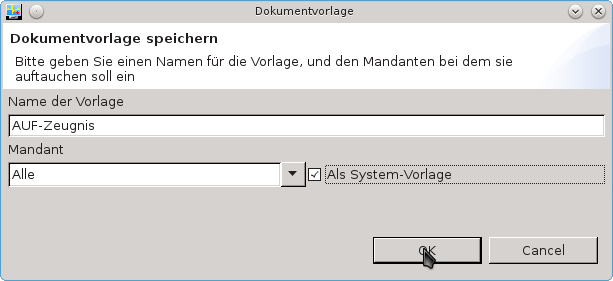 Dokumentvorlage
Dokumentvorlage speichern
Bitte geben Sie einen Namen für die Vorlage, und den Mandanten bei dem sie
auftauchen soll ein
Name der Vorlage
AUF-Zeugnis
Mandant
Alle
Als System-Vorlage
OK Cancel